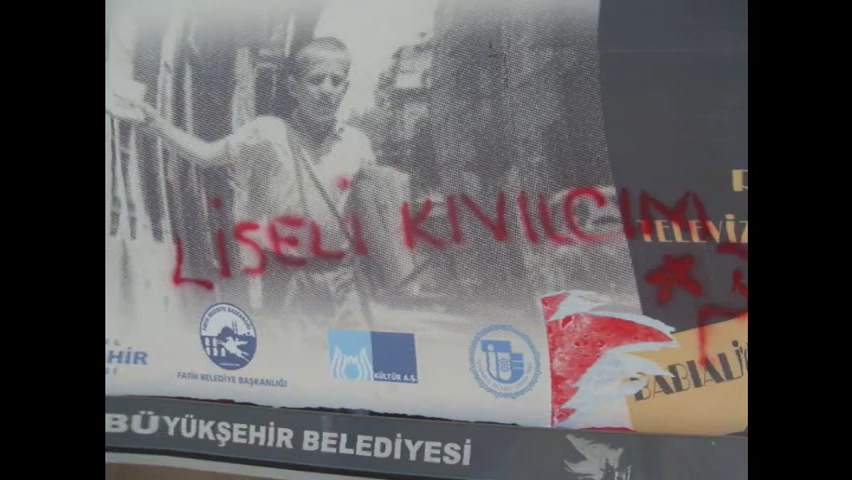 LİSELİ KIVILCIM
TELEVİZ
FATİH BELEDİYE BAŞKANLIĞI
KÜLTÜR A.Ş.
BABIALİ'
BÜYÜKŞEHİR BELEDİYESİ